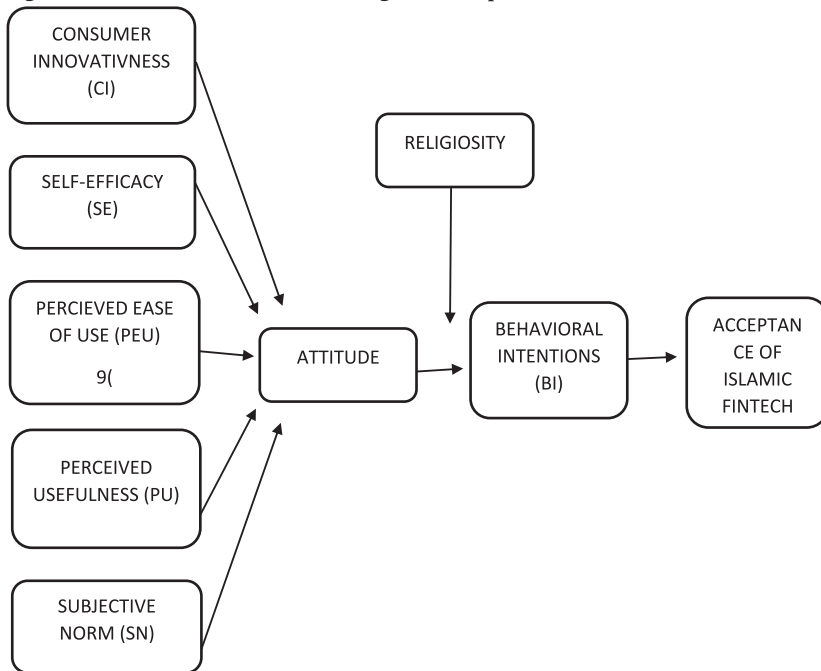 CONSUMER
INNOVATIVNESS
(CI)
SELF-EFFICACY
(SE)
PERCIEVED EASE
OF USE (PEU)
9(
PERCEIVED
USEFULNESS (PU)
SUBJECTIVE
NORM (SN)
ATTITUDE
RELIGIOSITY
BEHAVIORAL
INTENTIONS
(BI)
ACCEPTAN
CE OF
ISLAMIC
FINTECH